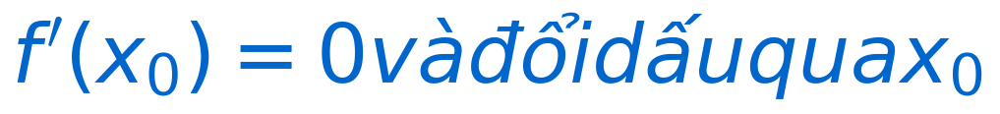 f′(x₀) = 0vàđổidấuquax₀